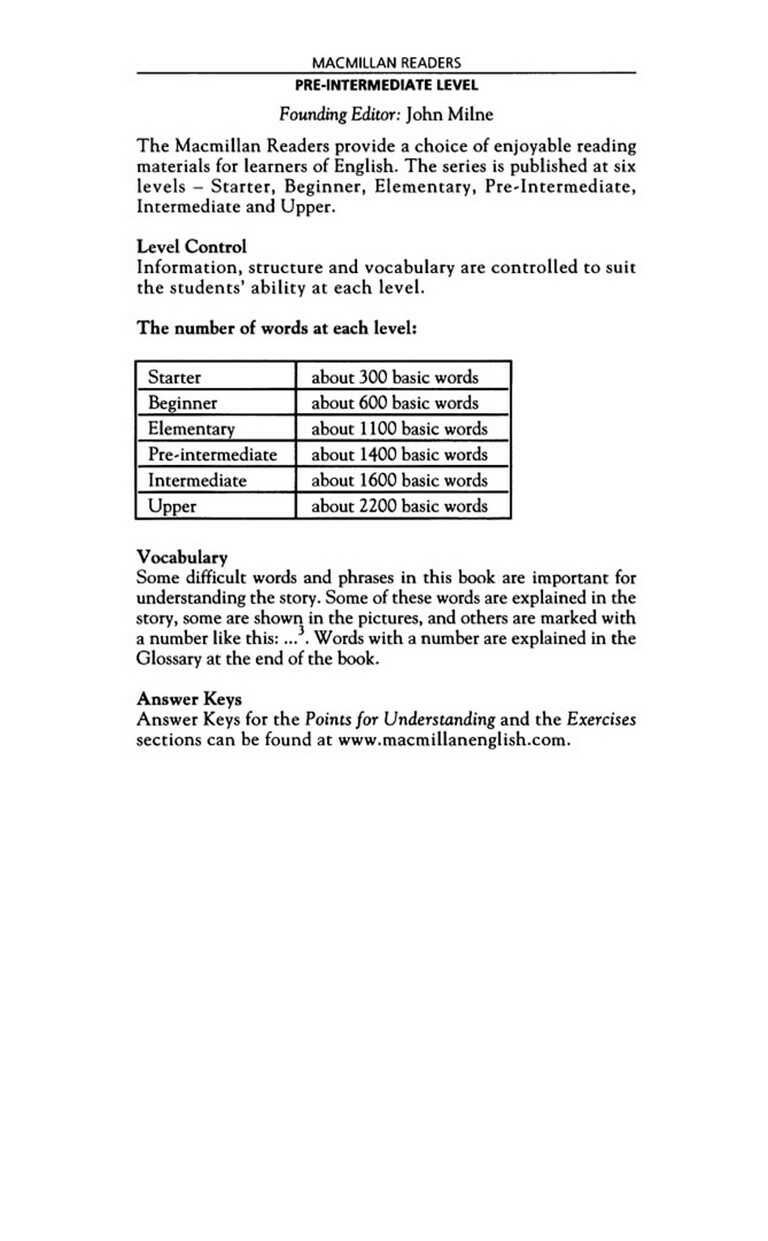 MACMILLAN READERS
PRE-INTERMEDIATE LEVEL
Founding Editor: John Milne
The Macmillan Readers provide a choice of enjoyable reading
materials for learners of English. The series is published at six
levels – Starter, Beginner, Elementary, Pre-Intermediate,
Intermediate and Upper.
Level Control
Information, structure and vocabulary are controlled to suit
the students' ability at each level.
The number of words at each level:
Starter about 300 basic words
Beginner about 600 basic words
Elementary about 1100 basic words
Pre-intermediate about 1400 basic words
Intermediate about 1600 basic words
Upper about 2200 basic words
Vocabulary
Some difficult words and phrases in this book are important for
understanding the story. Some of these words are explained in the
story, some are shown in the pictures, and others are marked with
a number like this: ...³. Words with a number are explained in the
Glossary at the end of the book.
Answer Keys
Answer Keys for the Points for Understanding and the Exercises
sections can be found at www.macmillanenglish.com.